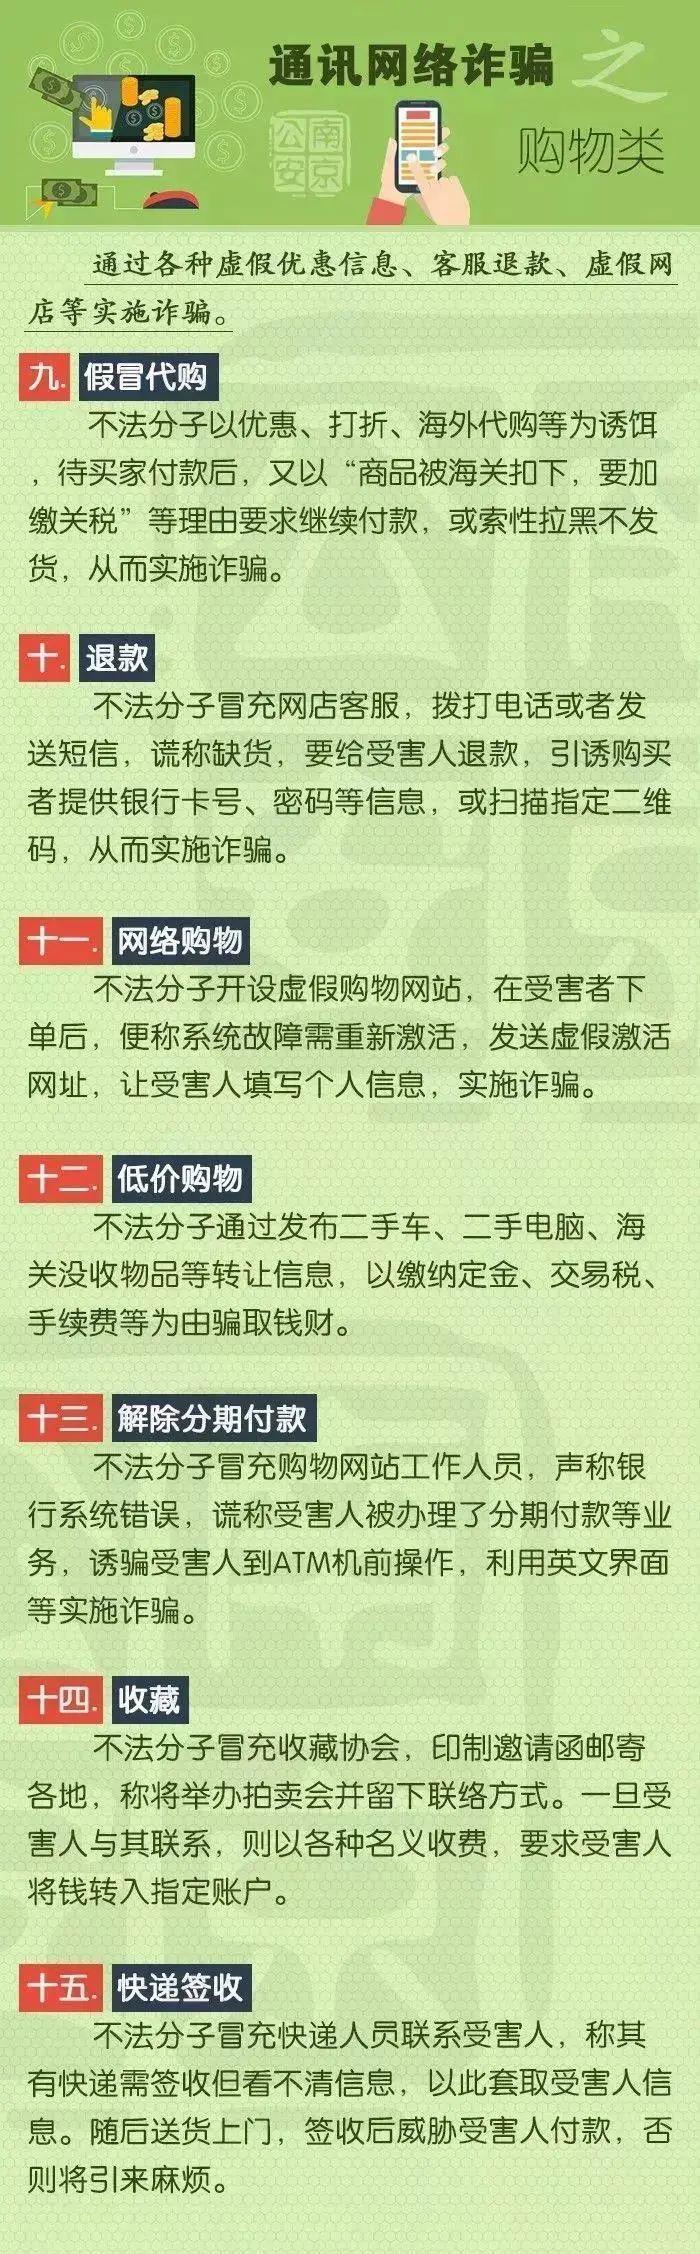 通讯网络诈骗之
公安南京
购物类
通过各种虚假优惠信息、客服退款、虚假网
店等实施诈骗。
九. 假冒代购
不法分子以优惠、打折、海外代购等为诱饵
，待买家付款后，又以“商品被海关扣下，要加
缴关税”等理由要求继续付款，或索性拉黑不发
货，从而实施诈骗。
十. 退款
不法分子冒充网店客服，拨打电话或者发
送短信，谎称缺货，要给受害人退款，引诱购买
者提供银行卡号、密码等信息，或扫描指定二维
码，从而实施诈骗。
十一. 网络购物
不法分子开设虚假购物网站，在受害者下
单后，便称系统故障需重新激活，发送虚假激活
网址，让受害人填写个人信息，实施诈骗。
十二. 低价购物
不法分子通过发布二手车、二手电脑、海
关没收物品等转让信息，以缴纳定金、交易税、
手续费等为由骗取钱财。
十三. 解除分期付款
不法分子冒充购物网站工作人员，声称银
行系统错误，谎称受害人被办理了分期付款等业
务，诱骗受害人到ATM机前操作，利用英文界面
等实施诈骗。
十四. 收藏
不法分子冒充收藏协会，印制邀请函邮寄
各地，称将举办拍卖会并留下联络方式。一旦受
害人与其联系，则以各种名义收费，要求受害人
将钱转入指定账户。
十五. 快递签收
不法分子冒充快递人员联系受害人，称其
有快递需签收但看不清信息，以此套取受害人信
息。随后送货上门，签收后威胁受害人付款，否
则将引来麻烦。